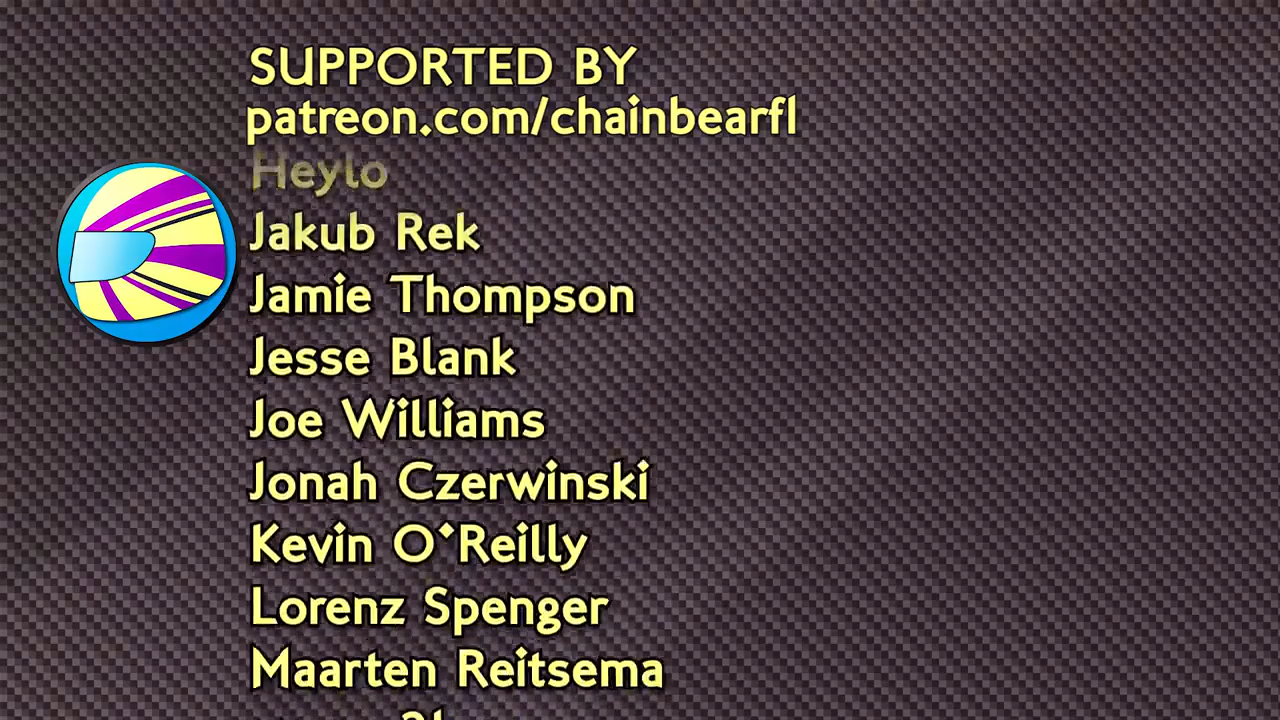 SUPPORTED BY
patreon.com/chainbearf1
Heylo
Jakub Rek
Jamie Thompson
Jesse Blank
Joe Williams
Jonah Czerwinski
Kevin O'Reilly
Lorenz Spenger
Maarten Reitsema